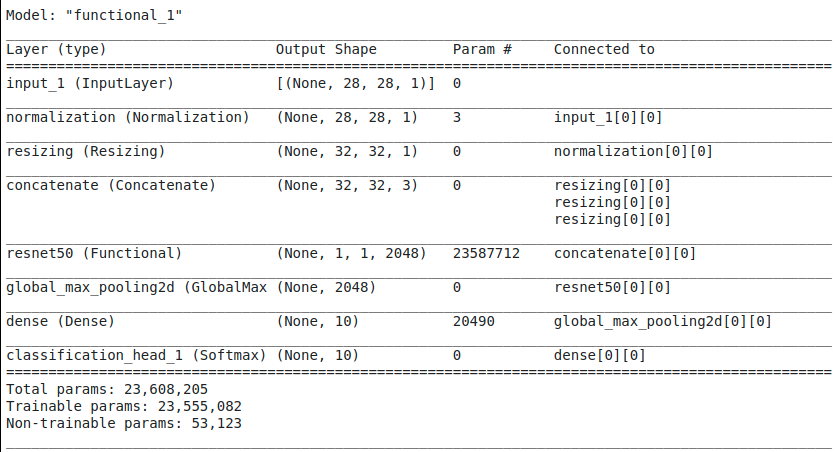 Model: "functional_1"
Layer (type) Output Shape Param # Connected to
input_1 (InputLayer) [(None, 28, 28, 1)] 0
normalization (Normalization) (None, 28, 28, 1) 3 input_1[0][0]
resizing (Resizing) (None, 32, 32, 1) 0 normalization[0][0]
concatenate (Concatenate) (None, 32, 32, 3) 0 resizing[0][0]
resizing[0][0]
resizing[0][0]
resnet50 (Functional) (None, 1, 1, 2048) 23587712 concatenate[0][0]
global_max_pooling2d (GlobalMax (None, 2048) 0 resnet50[0][0]
dense (Dense) (None, 10) 20490 global_max_pooling2d[0][0]
classification_head_1 (Softmax) (None, 10) 0 dense[0][0]
Total params: 23,608,205
Trainable params: 23,555,082
Non-trainable params: 53,123